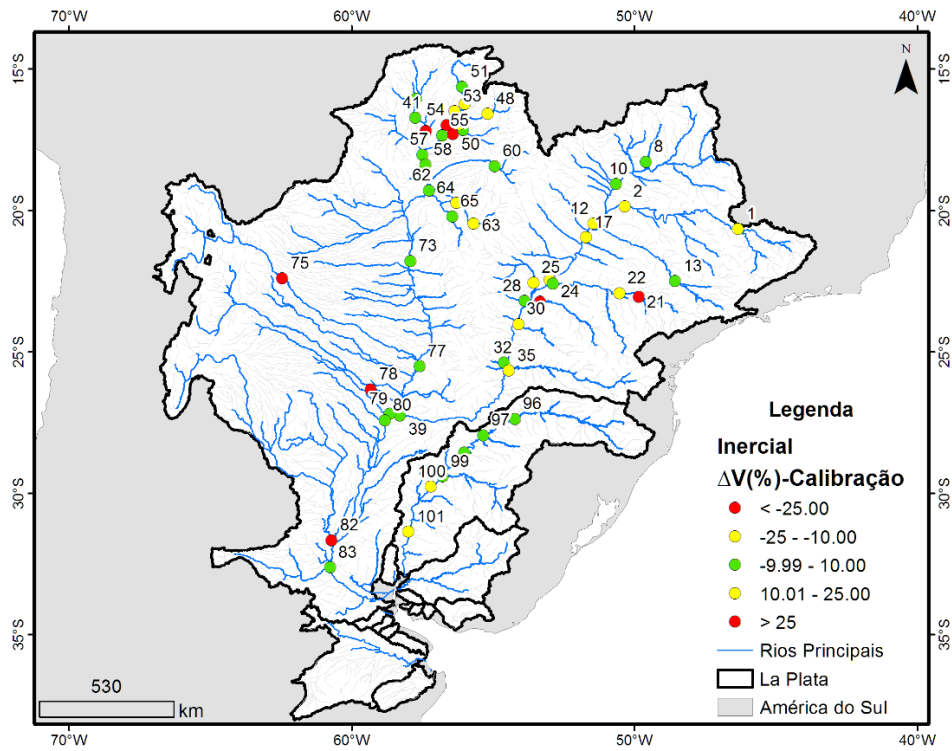 70°W 60°W 50°W 40°W
N
15°S 15°S
51
53 48
41 54
55
57 50
58 60 8
10
62 2
64
20°S 65 12 17 1 20°S
63
73
75 25 13
28 22
24 21
30
25°S 32 35 25°S
77
78
79 80
39 96
97
99
100
30°S 30°S
101
82
83
35°S 35°S
Legenda
Inercial
ΔV(%)-Calibração
< -25.00
-25 - -10.00
-9.99 - 10.00
10.01 - 25.00
> 25
Rios Principais
La Plata
América do Sul
530
km
70°W 60°W 50°W 40°W